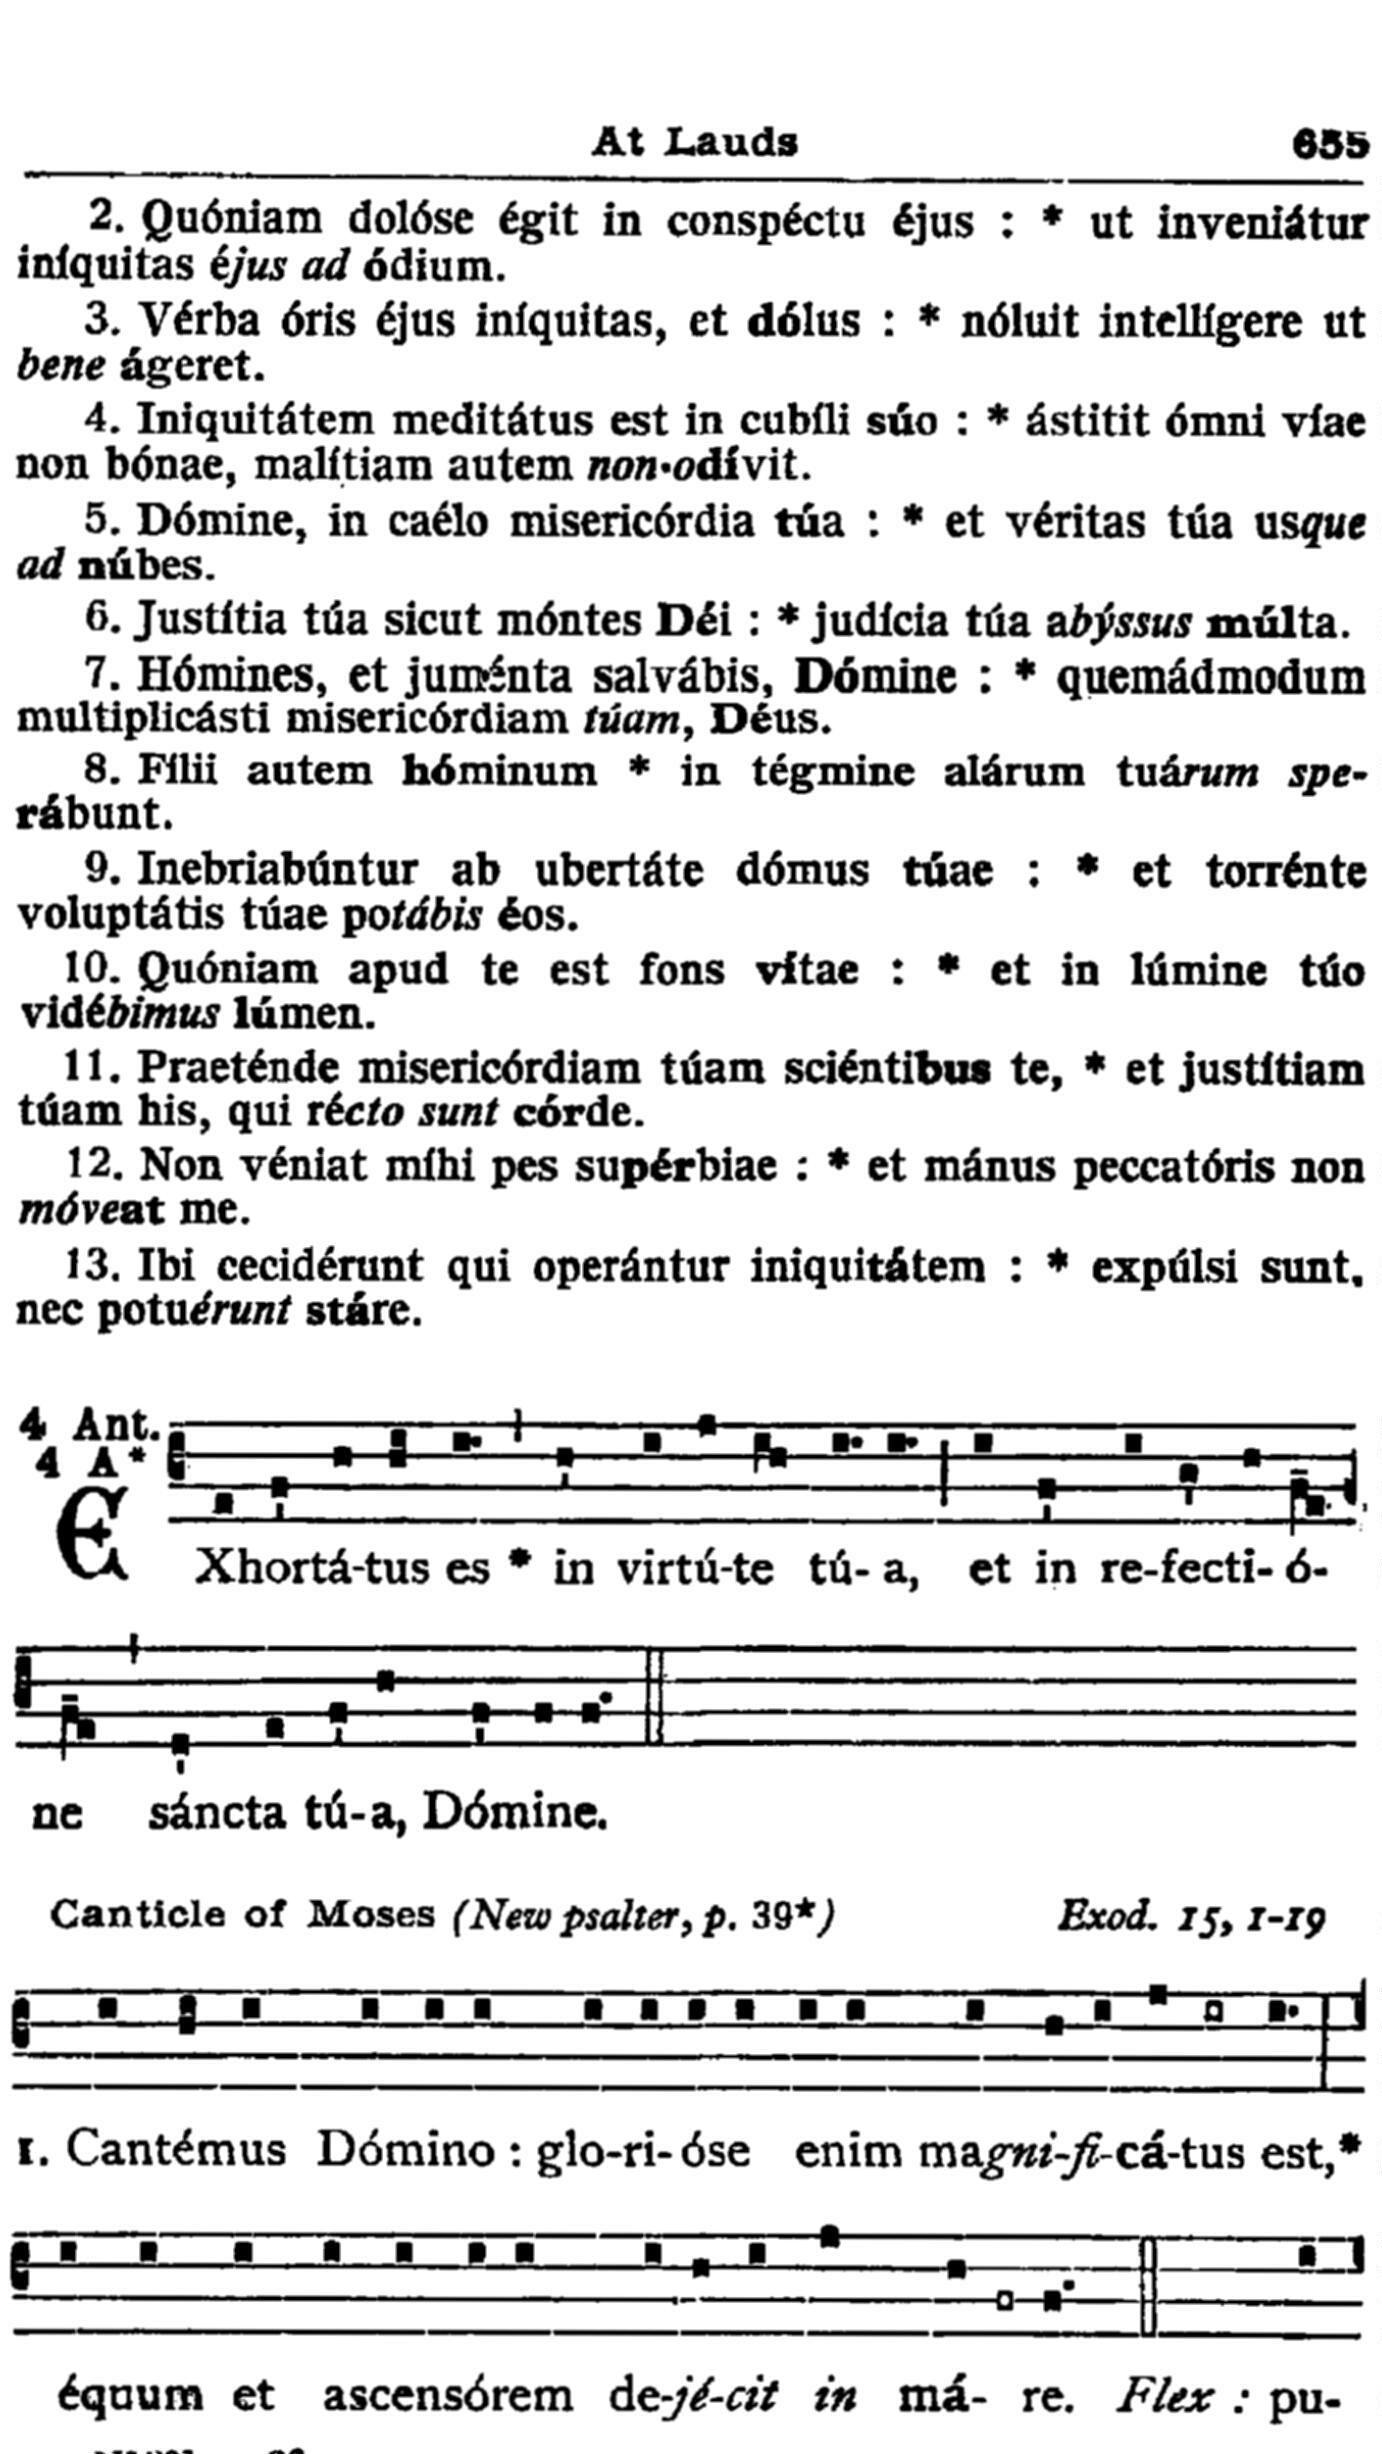 At Lauds 655
2. Quóniam dolóse égit in conspéctu éjus : * ut inveniátur
iníquitas éjus ad ódium.
3. Vérba óris éjus iníquitas, et dólus : * nóluit intellígere ut
bene ágeret.
4. Iniquitátem meditátus est in cubíli súo : * ástitit ómni víae
non bónae, malítiam autem non odívit.
5. Dómine, in caélo misericórdia túa : * et véritas túa usque
ad núbes.
6. Justítia túa sicut móntes Déi : * judícia túa abýssus múlta.
7. Hómines, et juménta salvábis, Dómine : * quemádmodum
multiplicásti misericórdiam túam, Déus.
8. Fílii autem hóminum * in tégmine alárum tuárum spe-
rábunt.
9. Inebriabúntur ab ubertáte dómus túae : * et torrénte
voluptátis túae potábis éos.
10. Quóniam apud te est fons vítae : * et in lúmine túo
vidébimus lúmen.
11. Praeténde misericórdiam túam sciéntibus te, * et justítiam
túam his, qui récto sunt córde.
12. Non véniat míhi pes supérbiae : * et mánus peccatóris non
móveat me.
13. Ibi cecidérunt qui operántur iniquitátem : * expúlsi sunt,
nec potuérunt stáre.
4 Ant.
4 A*
EXhortá-tus es * in virtú-te tú- a, et in re-fecti- ó-
ne sáncta tú-a, Dómine.
Canticle of Moses (New psalter, p. 39*) Exod. 15, 1-19
1. Cantémus Dómino : glo-ri- óse enim magni-fi-cá-tus est,*
équum et ascensórem de-jé-cit in má- re. Flex : pu-